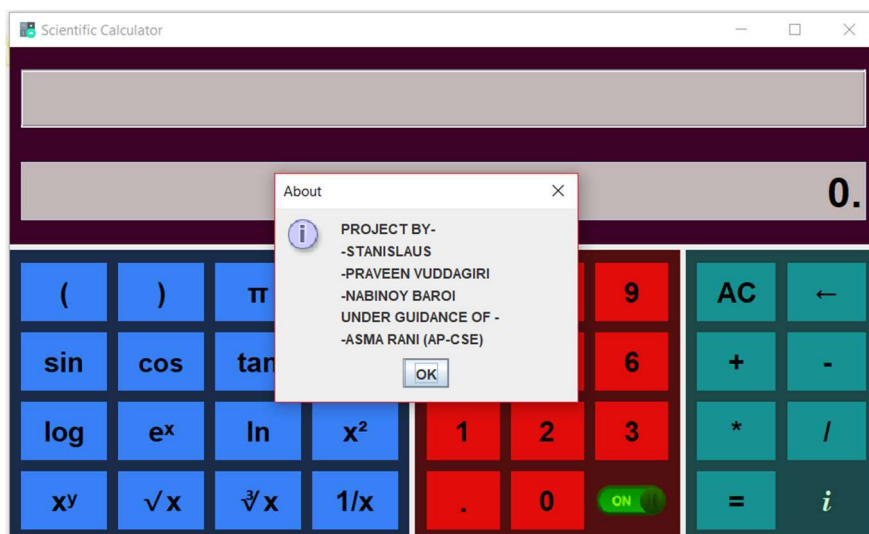 Scientific Calculator
0.
About
PROJECT BY-
-STANISLAUS
-PRAVEEN VUDDAGIRI
-NABINOY BAROI
UNDER GUIDANCE OF -
-ASMA RANI (AP-CSE)
OK
( ) π 9 AC ←
sin cos tan 6 + -
log eˣ ln x² 1 2 3 * /
xʸ √x ∛x 1/x . 0 ON = i